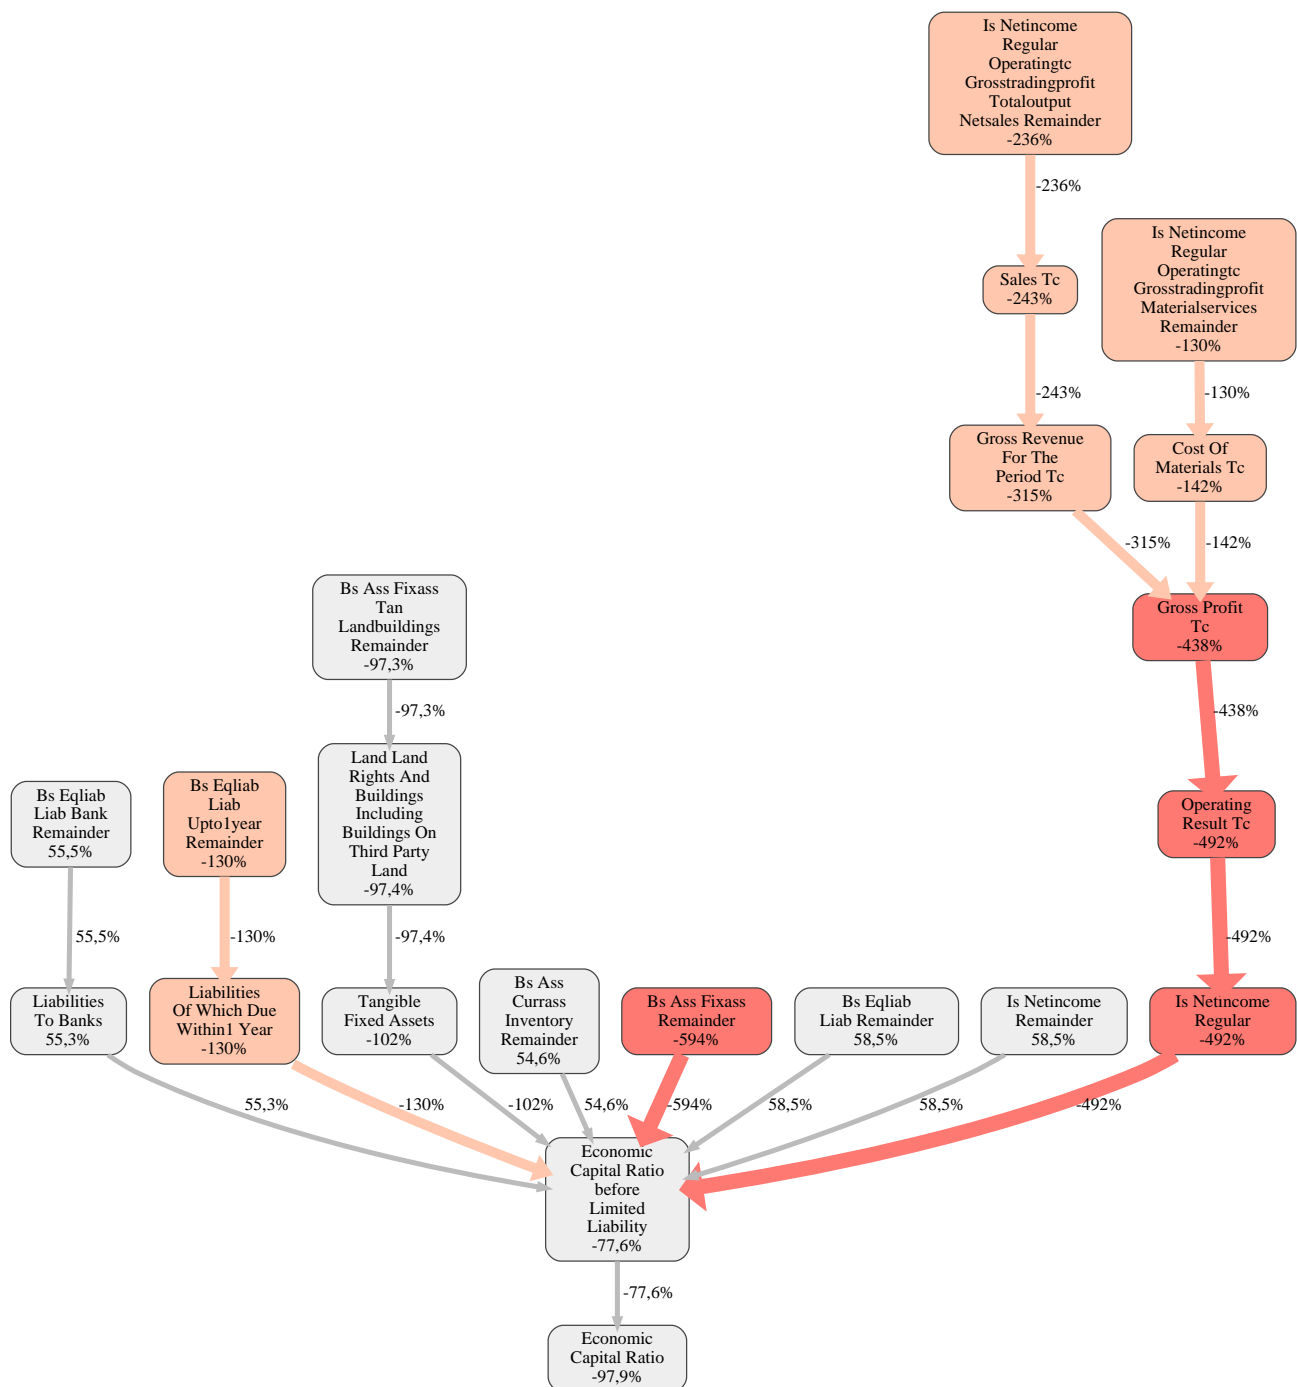 Is Netincome
Regular
Operatingtc
Grosstradingprofit
Totaloutput
Netsales Remainder
-236%
-236%
Is Netincome
Regular
Operatingtc
Grosstradingprofit
Materialservices
Remainder
-130%
Sales Tc
-243%
-243%
-130%
Gross Revenue
For The
Period Tc
-315%
Cost Of
Materials Tc
-142%
-315%
-142%
Bs Ass Fixass
Tan
Landbuildings
Remainder
-97,3%
Gross Profit
Tc
-438%
-97,3%
-438%
Land Land
Rights And
Buildings
Including
Buildings On
Third Party
Land
-97,4%
Bs Eqliab
Liab Bank
Remainder
55,5%
Bs Eqliab
Liab
Upto1year
Remainder
-130%
Operating
Result Tc
-492%
55,5%
-130%
-97,4%
-492%
Liabilities
To Banks
55,3%
Liabilities
Of Which Due
Within1 Year
-130%
Tangible
Fixed Assets
-102%
Bs Ass
Currass
Inventory
Remainder
54,6%
Bs Ass Fixass
Remainder
-594%
Bs Eqliab
Liab Remainder
58,5%
Is Netincome
Remainder
58,5%
Is Netincome
Regular
-492%
55,3%
-130%
-102%
54,6%
-594%
58,5%
58,5%
-492%
Economic
Capital Ratio
before
Limited
Liability
-77,6%
-77,6%
Economic
Capital Ratio
-97,9%